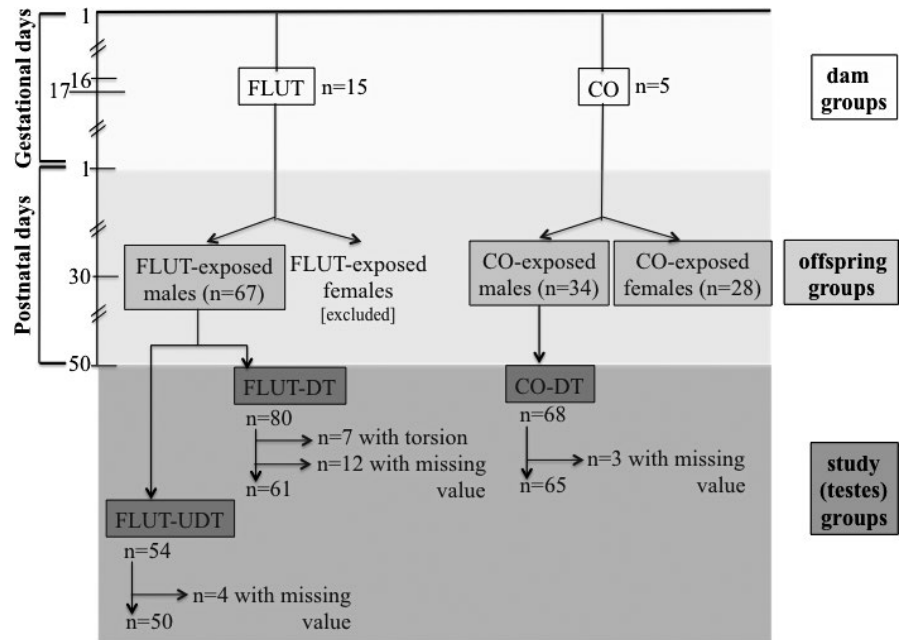 Gestational days
Postnatal days
1
16
17
1
30
50
FLUT
n=15
CO
n=5
dam
groups
FLUT-exposed
males (n=67)
FLUT-exposed
females
[excluded]
CO-exposed
males (n=34)
CO-exposed
females (n=28)
offspring
groups
FLUT-DT
n=80
n=7 with torsion
n=12 with missing
value
n=61
CO-DT
n=68
n=3 with missing
value
n=65
study
(testes)
groups
FLUT-UDT
n=54
n=4 with missing
value
n=50